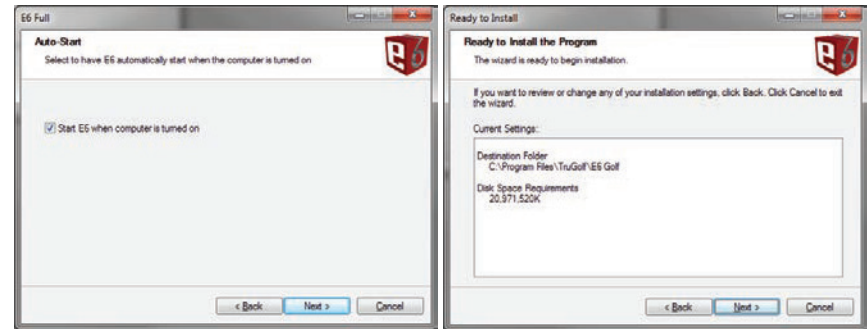 E6 Full
Auto-Start
Select to have E6 automatically start when the computer is turned on
e6
Start E6 when computer is turned on
< Back
Next >
Cancel
Ready to Install
Ready to Install the Program
The wizard is ready to begin installation.
e6
If you want to review or change any of your installation settings, click Back. Click Cancel to exit
the wizard.
Current Settings:
Destination Folder
C:\Program Files\TruGolf\E6 Golf
Disk Space Requirements
20,971,520K
< Back
Next >
Cancel